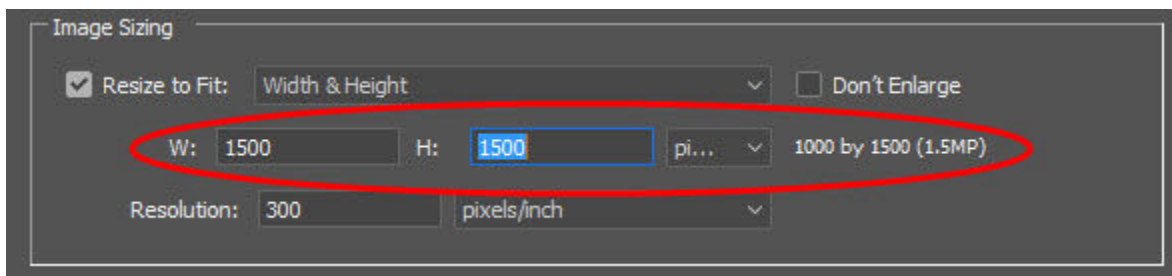 Image Sizing
Resize to Fit: Width & Height Don't Enlarge
W: 1500 H: 1500 pi... 1000 by 1500 (1.5MP)
Resolution: 300 pixels/inch